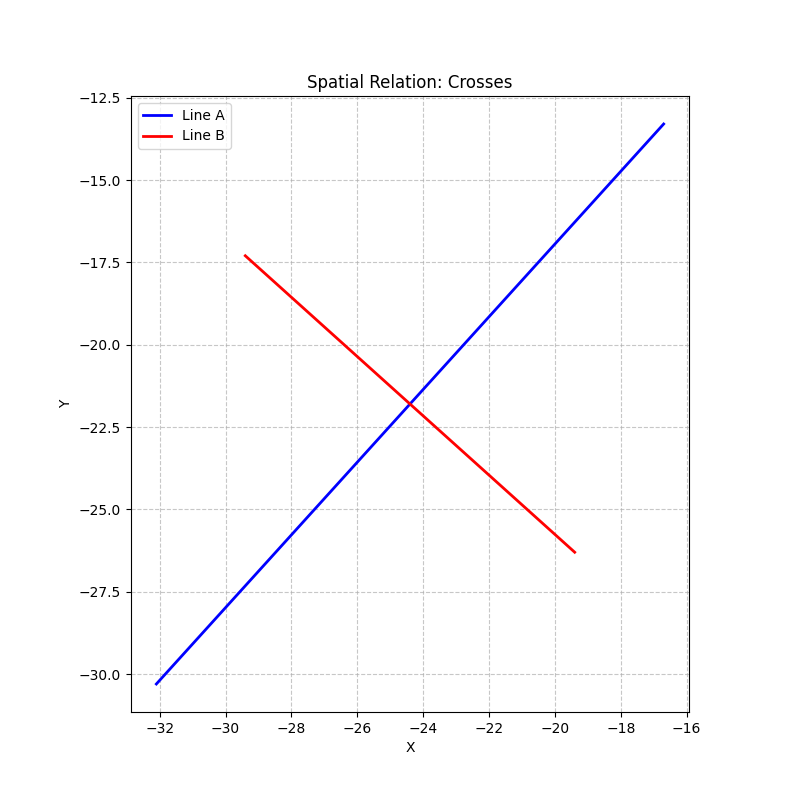 Spatial Relation: Crosses
Line A
Line B
Y
−12.5
−15.0
−17.5
−20.0
−22.5
−25.0
−27.5
−30.0
−32 −30 −28 −26 −24 −22 −20 −18 −16
X